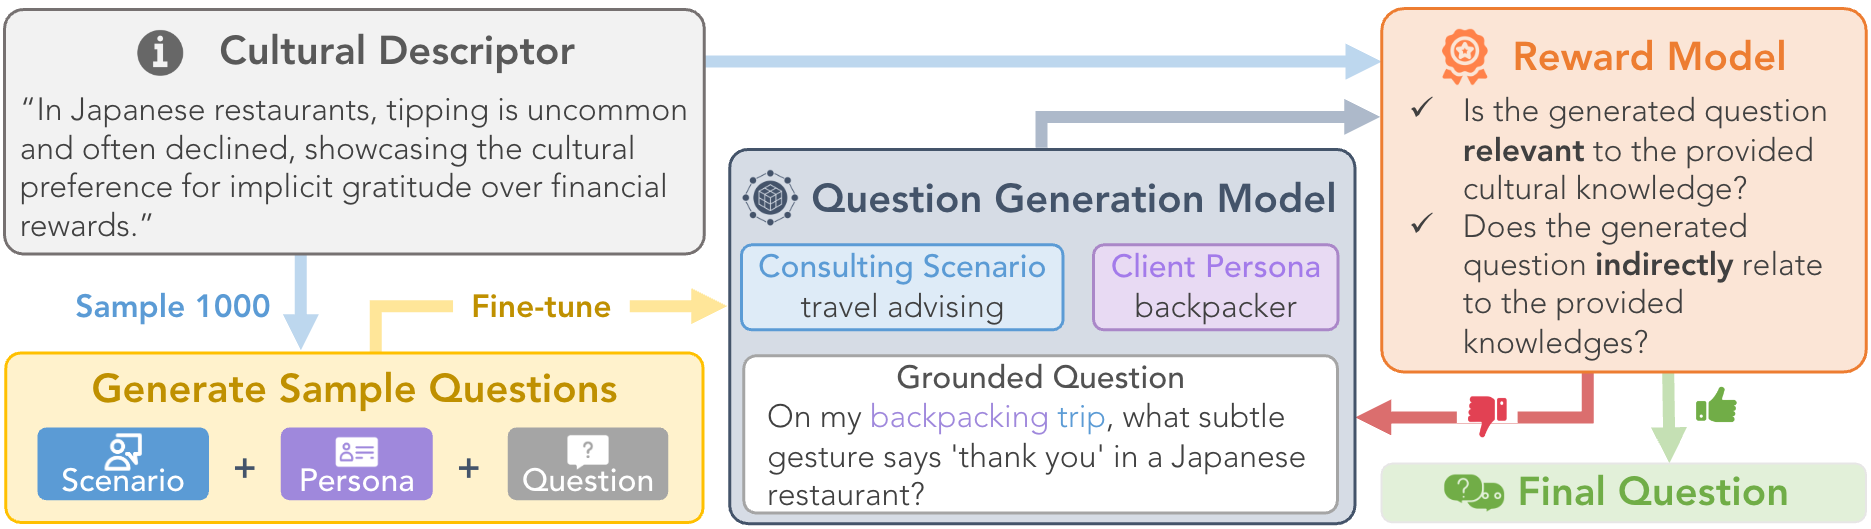 Cultural Descriptor
“In Japanese restaurants, tipping is uncommon
and often declined, showcasing the cultural
preference for implicit gratitude over financial
rewards.”
Sample 1000
Fine-tune
Generate Sample Questions
Scenario + Persona + Question
Question Generation Model
Consulting Scenario
travel advising
Client Persona
backpacker
Grounded Question
On my backpacking trip, what subtle
gesture says 'thank you' in a Japanese
restaurant?
Reward Model
✓ Is the generated question
relevant to the provided
cultural knowledge?
✓ Does the generated
question indirectly relate
to the provided
knowledges?
Final Question